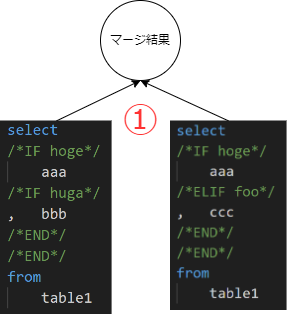 マージ結果
①
select
/*IF hoge*/
aaa
/*IF huga*/
, bbb
/*END*/
/*END*/
from
table1
select
/*IF hoge*/
aaa
/*ELIF foo*/
, ccc
/*END*/
/*END*/
from
table1